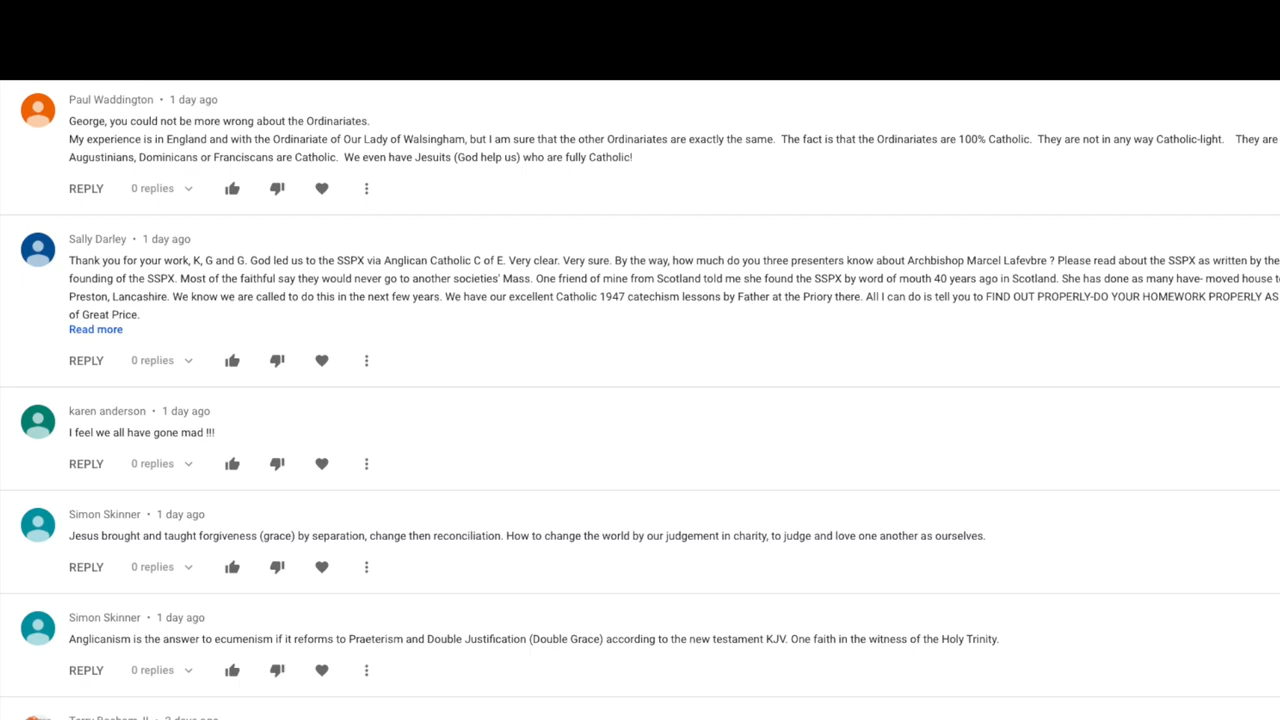 Paul Waddington • 1 day ago
George, you could not be more wrong about the Ordinariates.
My experience is in England and with the Ordinariate of Our Lady of Walsingham, but I am sure that the other Ordinariates are exactly the same. The fact is that the Ordinariates are 100% Catholic. They are not in any way Catholic-light. They are
Augustinians, Dominicans or Franciscans are Catholic. We even have Jesuits (God help us) who are fully Catholic!
REPLY 0 replies
Sally Darley • 1 day ago
Thank you for your work, K, G and G. God led us to the SSPX via Anglican Catholic C of E. Very clear. Very sure. By the way, how much do you three presenters know about Archbishop Marcel Lafevbre ? Please read about the SSPX as written by the
founding of the SSPX. Most of the faithful say they would never go to another societies' Mass. One friend of mine from Scotland told me she found the SSPX by word of mouth 40 years ago in Scotland. She has done as many have- moved house to
Preston, Lancashire. We know we are called to do this in the next few years. We have our excellent Catholic 1947 catechism lessons by Father at the Priory there. All I can do is tell you to FIND OUT PROPERLY-DO YOUR HOMEWORK PROPERLY AS
of Great Price.
Read more
REPLY 0 replies
karen anderson • 1 day ago
I feel we all have gone mad !!!
REPLY 0 replies
Simon Skinner • 1 day ago
Jesus brought and taught forgiveness (grace) by separation, change then reconciliation. How to change the world by our judgement in charity, to judge and love one another as ourselves.
REPLY 0 replies
Simon Skinner • 1 day ago
Anglicanism is the answer to ecumenism if it reforms to Praeterism and Double Justification (Double Grace) according to the new testament KJV. One faith in the witness of the Holy Trinity.
REPLY 0 replies